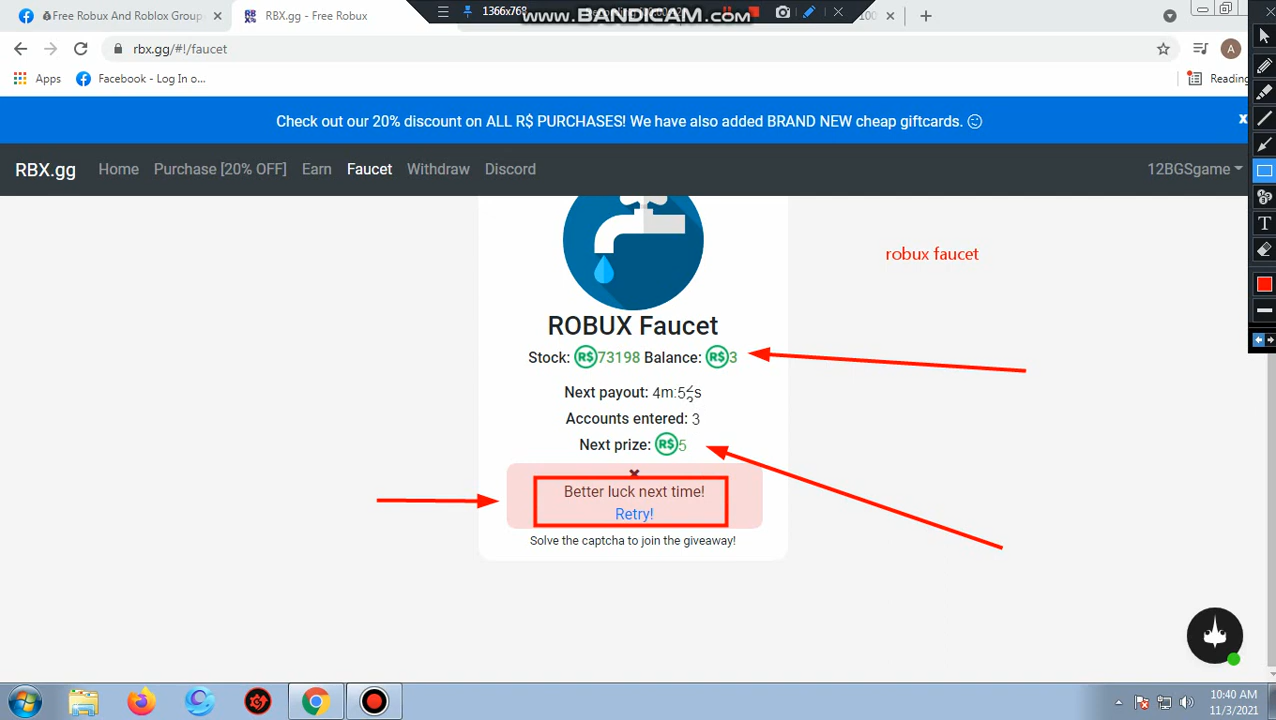 Free Robux And Roblox Group
RBX.gg - Free Robux
1366x768
www.BANDICAM.com
rbx.gg/#!/faucet
A
Apps
Facebook - Log In o...
Reading
Check out our 20% discount on ALL R$ PURCHASES! We have also added BRAND NEW cheap giftcards.
x
RBX.gg Home Purchase [20% OFF] Earn Faucet Withdraw Discord 12BGSgame
robux faucet
ROBUX Faucet
Stock: R$ 73198 Balance: R$ 3
Next payout: 4m:
Accounts entered: 3
Next prize: R$ 5
Better luck next time!
Retry!
Solve the captcha to join the giveaway!
T
10:40 AM
11/3/2021